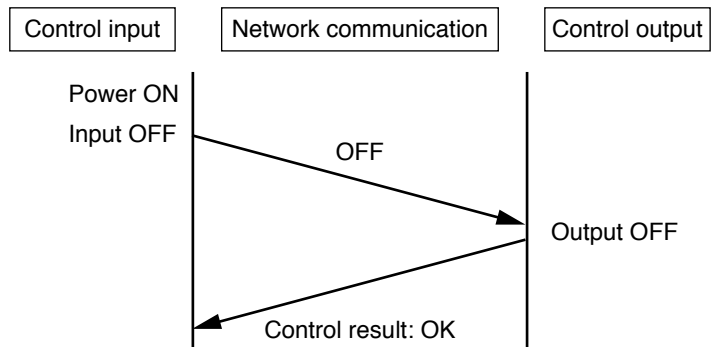 Control input
Network communication
Control output
Power ON
Input OFF
OFF
Output OFF
Control result: OK